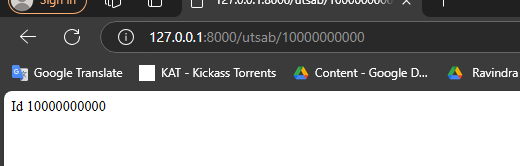 Sign in
127.0.0.1:8000/utsab/10000000000
127.0.0.1:8000/utsab/10000000000
Google Translate
KAT - Kickass Torrents
Content - Google D...
Ravindra
Id 10000000000